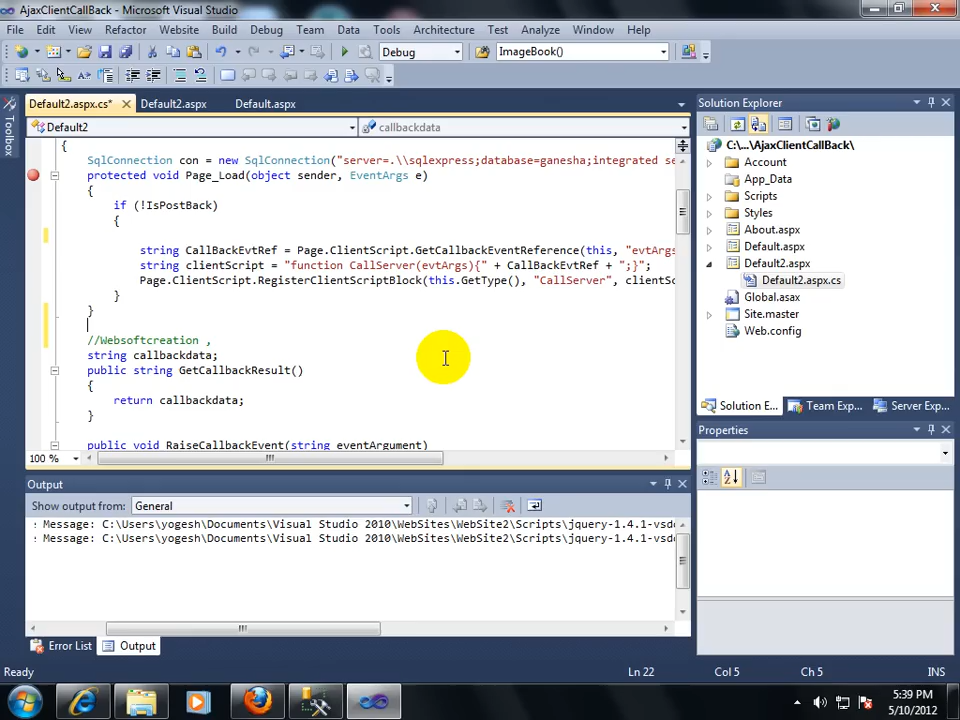 AjaxClientCallBack - Microsoft Visual Studio
File Edit View Refactor Website Build Debug Team Data Tools Architecture Test Analyze Window Help
Debug ImageBook()
Default2.aspx.cs* Default2.aspx Default.aspx
Default2 callbackdata
{
SqlConnection con = new SqlConnection("server=.\\sqlexpress;database=ganesha;integrated se
protected void Page_Load(object sender, EventArgs e)
{
if (!IsPostBack)
{
string CallBackEvtRef = Page.ClientScript.GetCallbackEventReference(this, "evtArgs
string clientScript = "function CallServer(evtArgs){" + CallBackEvtRef + ";}";
Page.ClientScript.RegisterClientScriptBlock(this.GetType(), "CallServer", clientSc
}
}
//Websoftcreation ,
string callbackdata;
public string GetCallbackResult()
{
return callbackdata;
}
public void RaiseCallbackEvent(string eventArgument)
100 %
Output
Show output from: General
: Message: C:\Users\yogesh\Documents\Visual Studio 2010\WebSites\WebSite2\Scripts\jquery-1.4.1-vsd
: Message: C:\Users\yogesh\Documents\Visual Studio 2010\WebSites\WebSite2\Scripts\jquery-1.4.1-vsd
Error List Output
Toolbox
Solution Explorer
C:\...\AjaxClientCallBack\
Account
App_Data
Scripts
Styles
About.aspx
Default.aspx
Default2.aspx
Default2.aspx.cs
Global.asax
Site.master
Web.config
Solution E... Team Exp... Server Exp...
Properties
Ready Ln 22 Col 5 Ch 5 INS
5:39 PM
5/10/2012